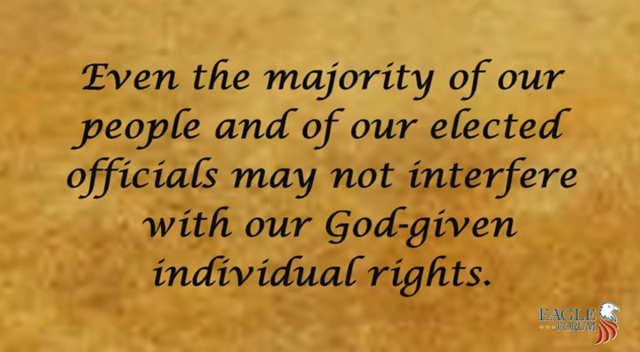 Even the majority of our
people and of our elected
officials may not interfere
with our God-given
individual rights.
EAGLE
FORUM